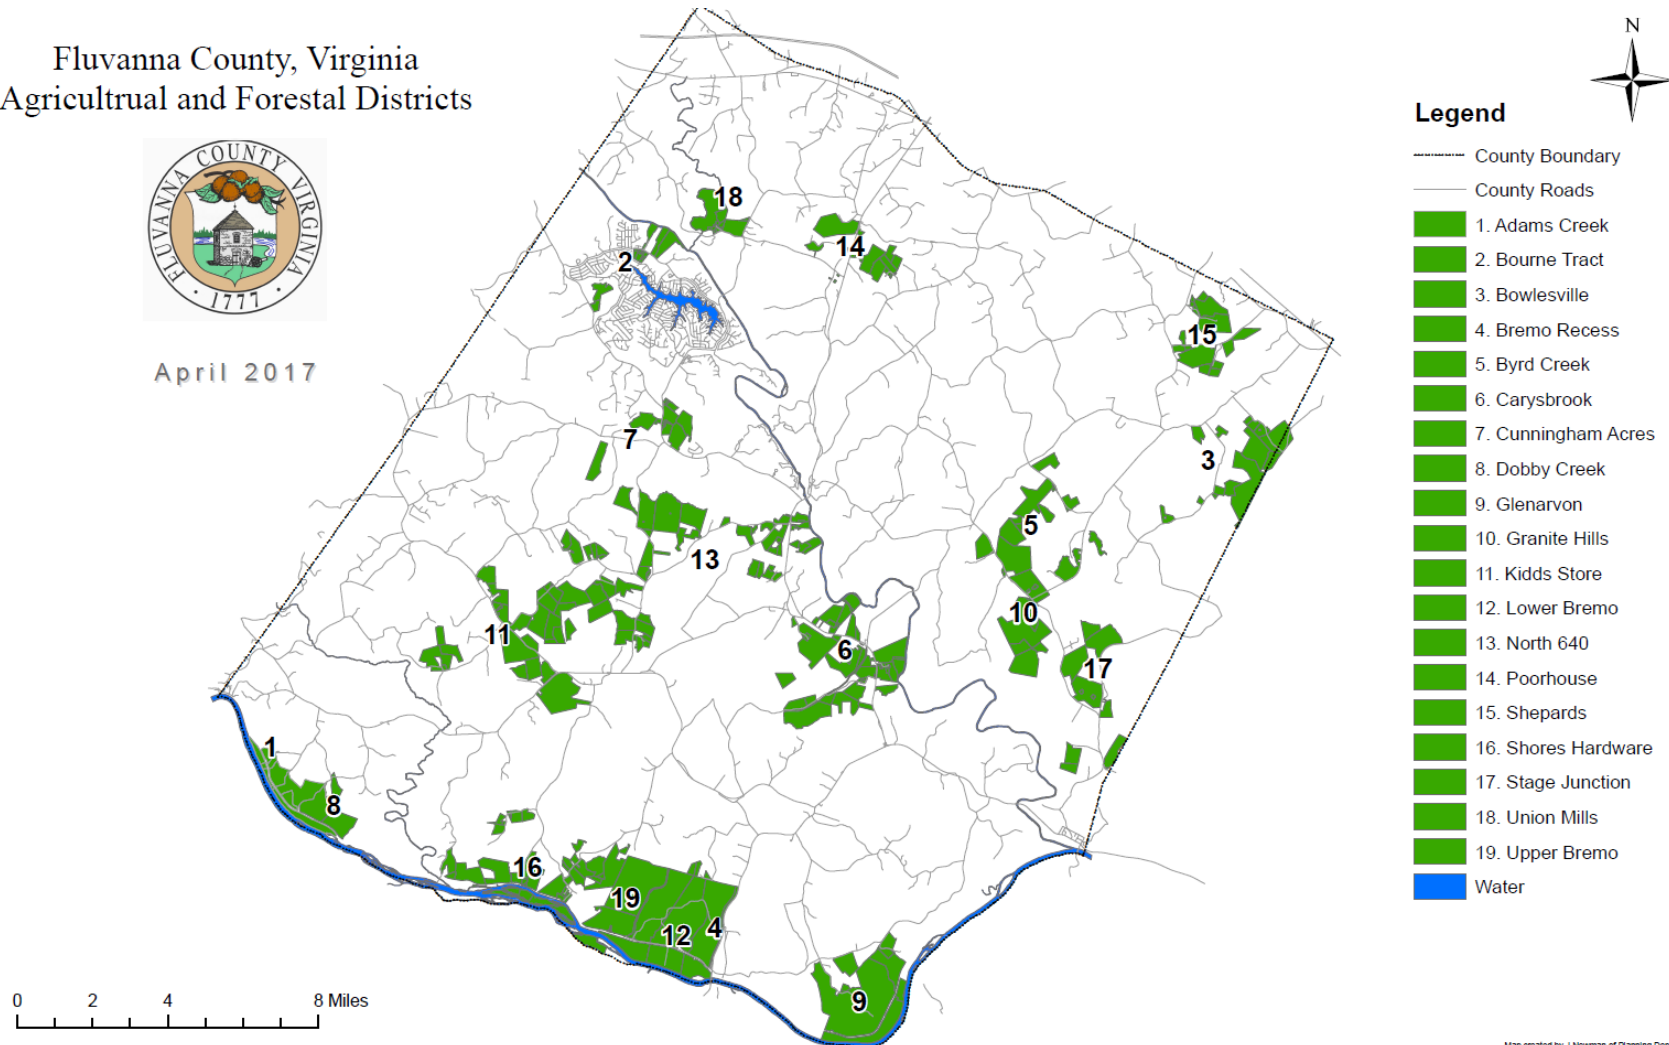 Fluvanna County, Virginia
Agricultrual and Forestal Districts
FLUVANNA COUNTY VIRGINIA
· 1777 ·
April 2017
N
Legend
County Boundary
County Roads
1. Adams Creek
2. Bourne Tract
3. Bowlesville
4. Bremo Recess
5. Byrd Creek
6. Carysbrook
7. Cunningham Acres
8. Dobby Creek
9. Glenarvon
10. Granite Hills
11. Kidds Store
12. Lower Bremo
13. North 640
14. Poorhouse
15. Shepards
16. Shores Hardware
17. Stage Junction
18. Union Mills
19. Upper Bremo
Water
18
14
2
15
7
3
5
13
10
11
6
17
1
8
16
19
12
4
9
0 2 4 8 Miles